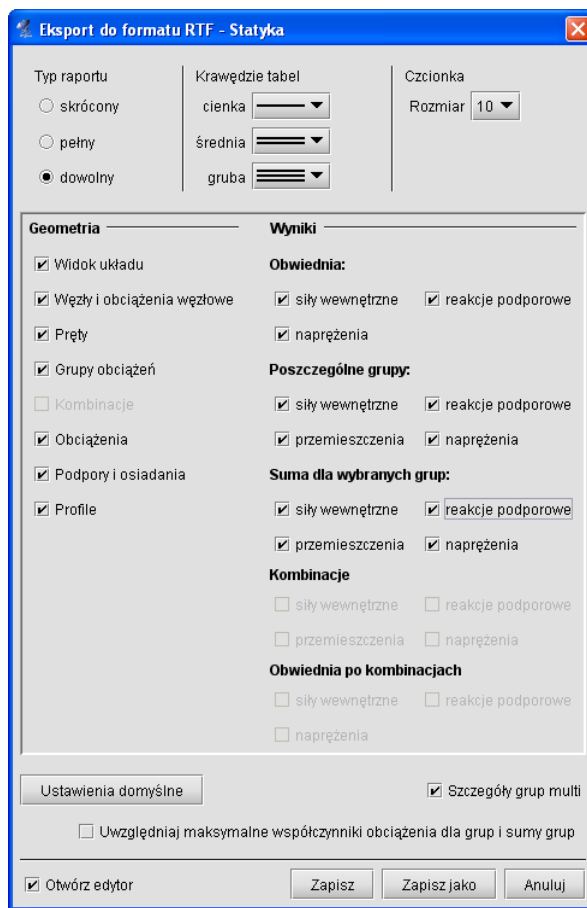 Eksport do formatu RTF - Statyka
Typ raportu
Krawędzie tabel
Czcionka
skrócony
cienka
Rozmiar 10
pełny
średnia
dowolny
gruba
Geometria
Wyniki
Widok układu
Obwiednia:
Węzły i obciążenia węzłowe
siły wewnętrzne
reakcje podporowe
Pręty
naprężenia
Grupy obciążeń
Poszczególne grupy:
Kombinacje
siły wewnętrzne
reakcje podporowe
Obciążenia
przemieszczenia
naprężenia
Podpory i osiadania
Suma dla wybranych grup:
Profile
siły wewnętrzne
reakcje podporowe
przemieszczenia
naprężenia
Kombinacje
siły wewnętrzne
reakcje podporowe
przemieszczenia
naprężenia
Obwiednia po kombinacjach
siły wewnętrzne
reakcje podporowe
naprężenia
Ustawienia domyślne
Szczegóły grup multi
Uwzględniaj maksymalne współczynniki obciążenia dla grup i sumy grup
Otwórz edytor
Zapisz
Zapisz jako
Anuluj